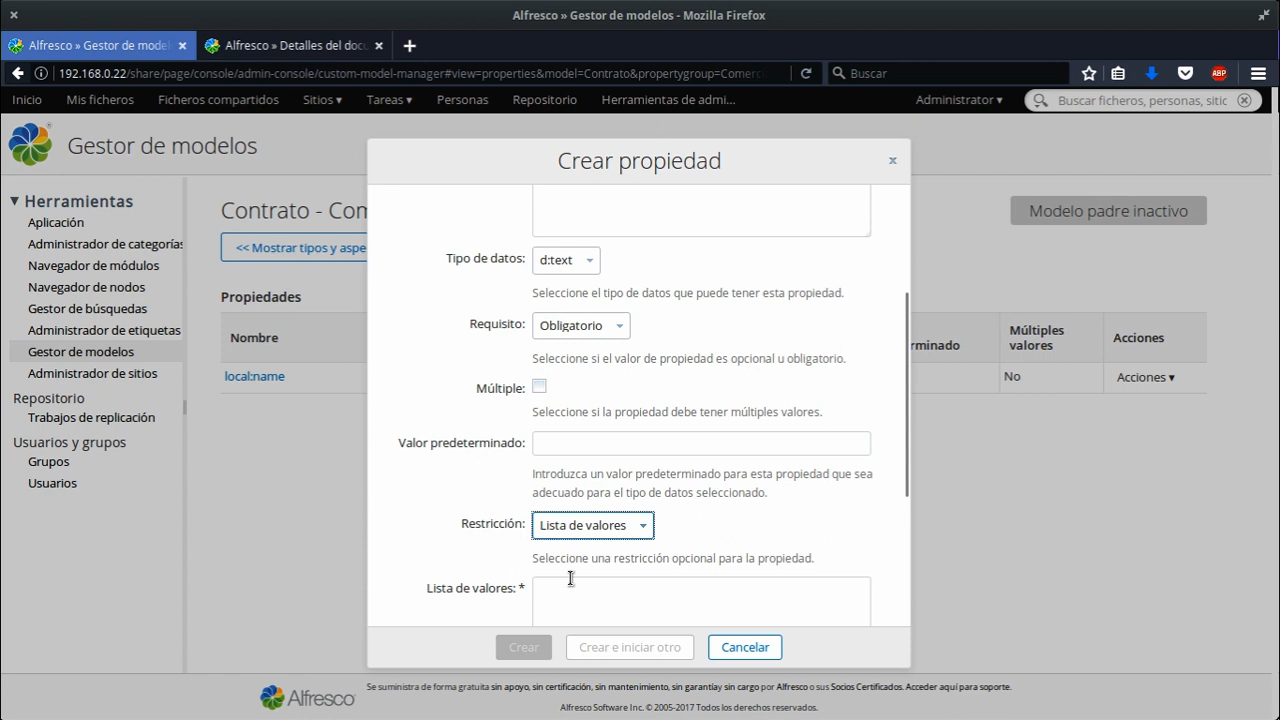 Alfresco » Gestor de modelos - Mozilla Firefox
Alfresco » Gestor de model
Alfresco » Detalles del docu
192.168.0.22/share/page/console/admin-console/custom-model-manager#view=properties&model=Contrato&propertygroup=Comerc
Buscar
ABP
Inicio Mis ficheros Ficheros compartidos Sitios ▾ Tareas ▾ Personas Repositorio Herramientas de admi... Administrator ▾ Buscar ficheros, personas, sitic
Gestor de modelos
Herramientas
Aplicación
Administrador de categorías
Navegador de módulos
Navegador de nodos
Gestor de búsquedas
Administrador de etiquetas
Gestor de modelos
Administrador de sitios
Repositorio
Trabajos de replicación
Usuarios y grupos
Grupos
Usuarios
Contrato - Com
Modelo padre inactivo
<< Mostrar tipos y aspe
Propiedades
Nombre
rminado
Múltiples
valores
Acciones
local:name
No
Acciones ▾
Crear propiedad
x
Tipo de datos: d:text
Seleccione el tipo de datos que puede tener esta propiedad.
Requisito: Obligatorio
Seleccione si el valor de propiedad es opcional u obligatorio.
Múltiple:
Seleccione si la propiedad debe tener múltiples valores.
Valor predeterminado:
Introduzca un valor predeterminado para esta propiedad que sea
adecuado para el tipo de datos seleccionado.
Restricción: Lista de valores
Seleccione una restricción opcional para la propiedad.
Lista de valores: *
Crear Crear e iniciar otro Cancelar
Alfresco
Se suministra de forma gratuita sin apoyo, sin certificación, sin mantenimiento, sin garantía y sin cargo por Alfresco o sus Socios Certificados. Acceder aquí para soporte.
Alfresco Software Inc. © 2005-2017 Todos los derechos reservados.